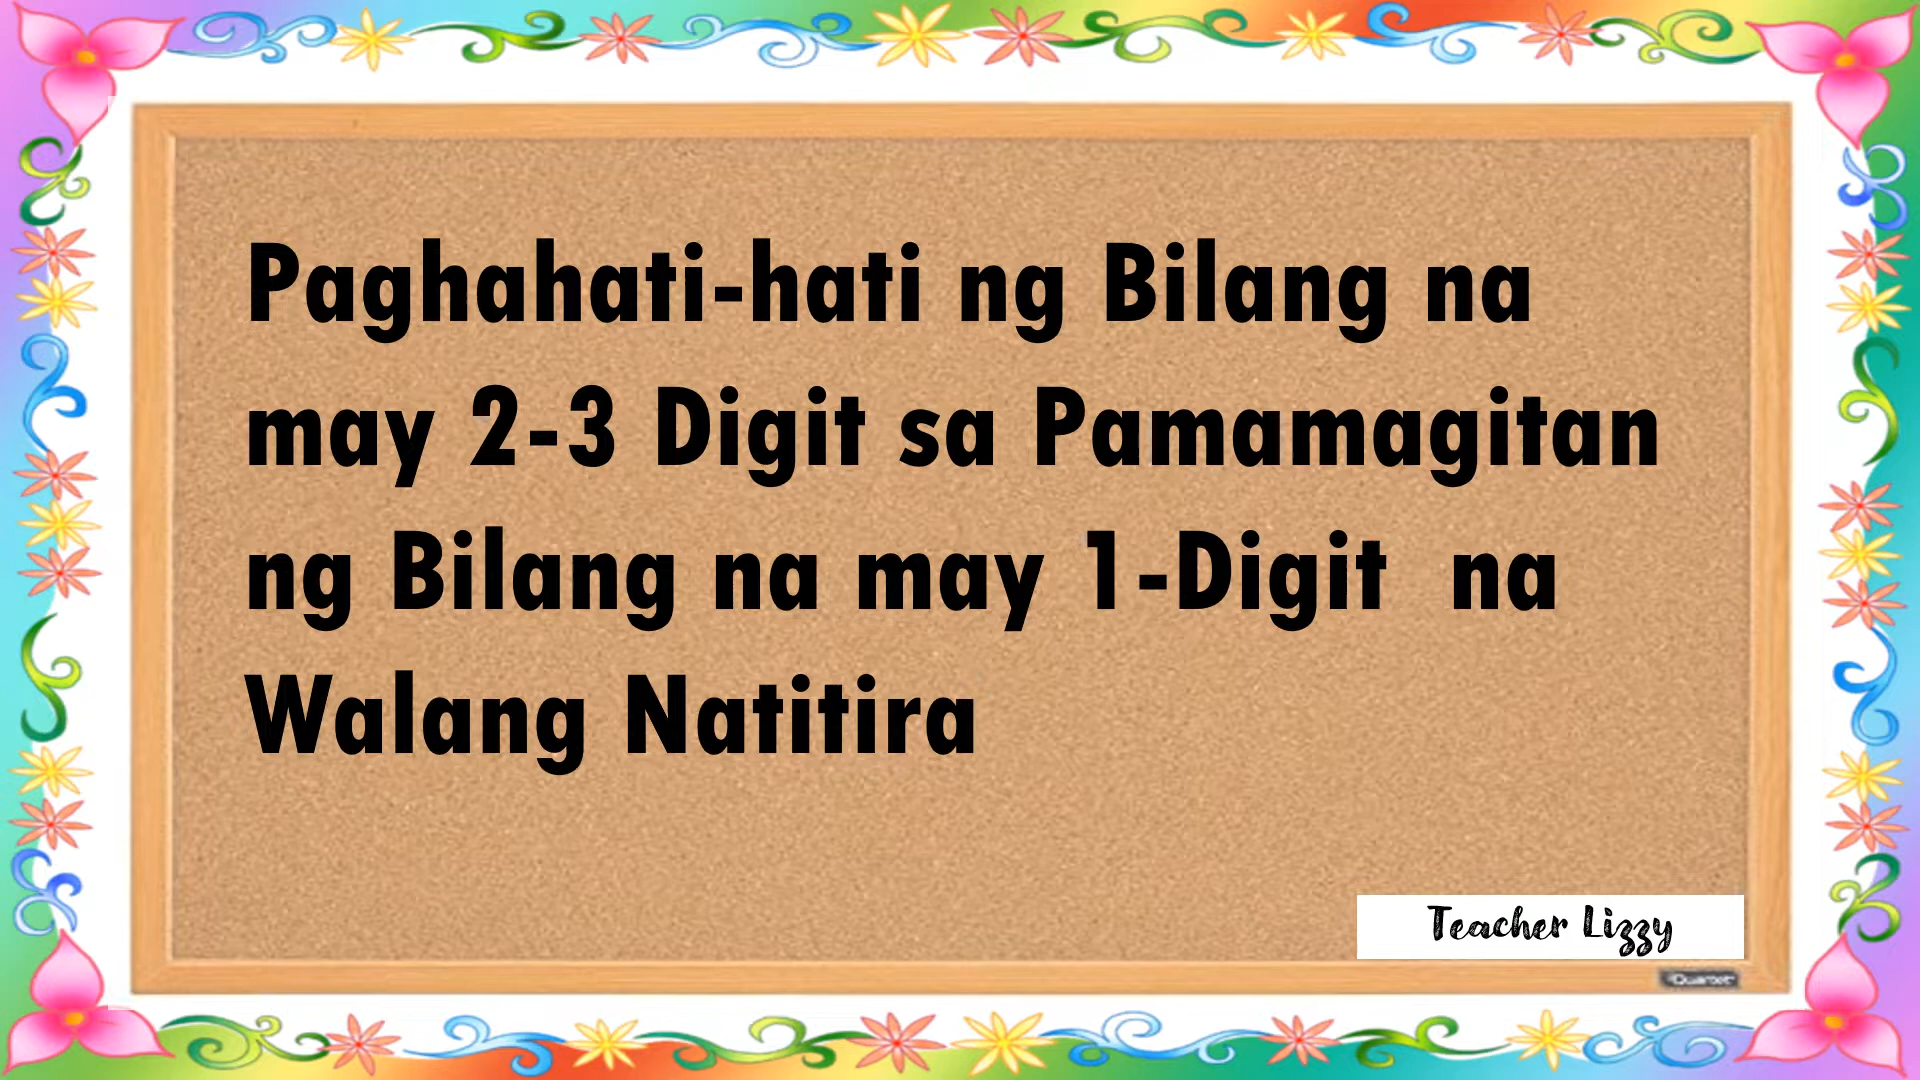 Paghahati-hati ng Bilang na
may 2-3 Digit sa Pamamagitan
ng Bilang na may 1-Digit  na
Walang Natitira
Teacher Lizzy
Quartet